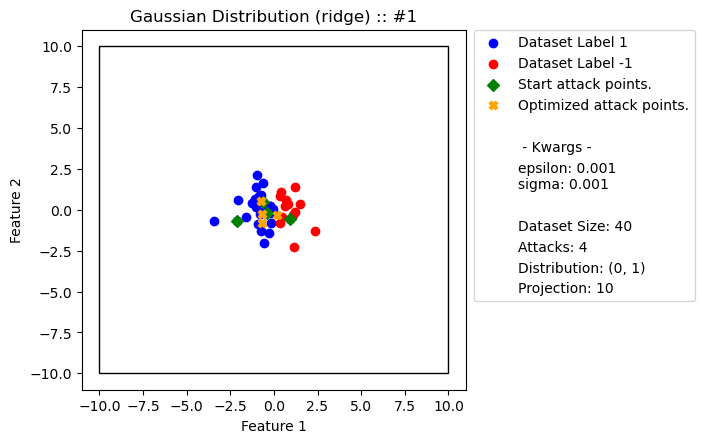 Gaussian Distribution (ridge) :: #1
10.0
7.5
5.0
2.5
0.0
−2.5
−5.0
−7.5
−10.0
Feature 2
−10.0 −7.5 −5.0 −2.5 0.0 2.5 5.0 7.5 10.0
Feature 1
Dataset Label 1
Dataset Label -1
Start attack points.
Optimized attack points.
- Kwargs -
epsilon: 0.001
sigma: 0.001
Dataset Size: 40
Attacks: 4
Distribution: (0, 1)
Projection: 10